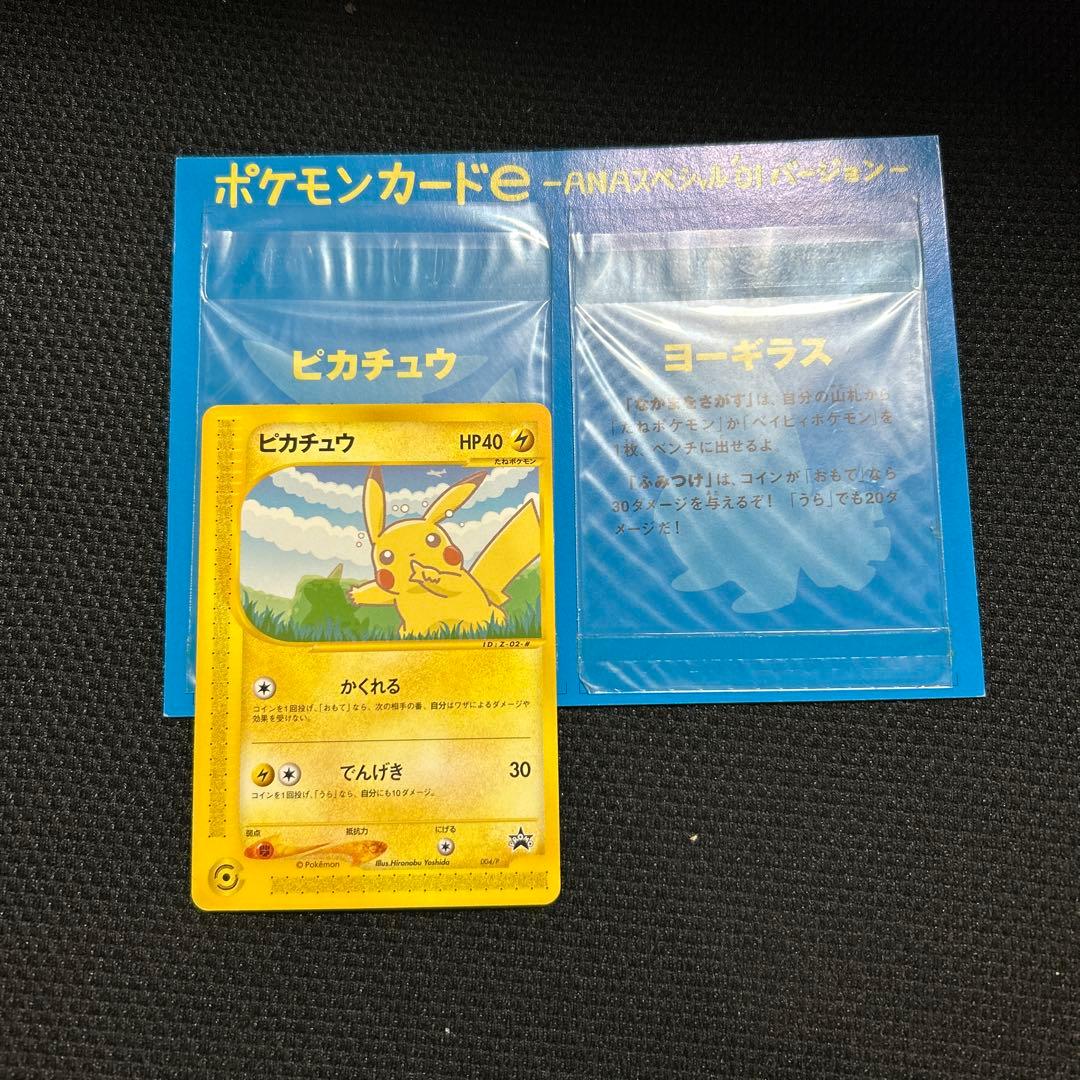 ポケモンカードe -ANAスペシャル'01バージョン-
ピカチュウ
ヨーギラス
「なかまをさがす」は、自分の山札から
「たねポケモン」か「ベイビィポケモン」を
1枚、ベンチに出せるよ
「ふみつけ」は、コインが「おもて」なら
30ダメージを与えるぞ！ 「うら」でも20ダ
メージだ！
ピカチュウ HP40
たねポケモン
ID:Z-02-#
かくれる
コインを1回投げ、「おもて」なら、次の相手の番、自分はワザによるダメージや
効果を受けない。
でんげき 30
コインを1回投げ、「うら」なら、自分にも10ダメージ。
弱点 抵抗力 にげる
© Pokémon Illus.Hironobu Yoshida 004/P
PROMO